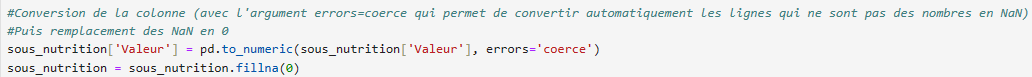 #Conversion de la colonne (avec l'argument errors=coerce qui permet de convertir automatiquement les lignes qui ne sont pas des nombres en NaN)
#Puis remplacement des NaN en 0
sous_nutrition['Valeur'] = pd.to_numeric(sous_nutrition['Valeur'], errors='coerce')
sous_nutrition = sous_nutrition.fillna(0)